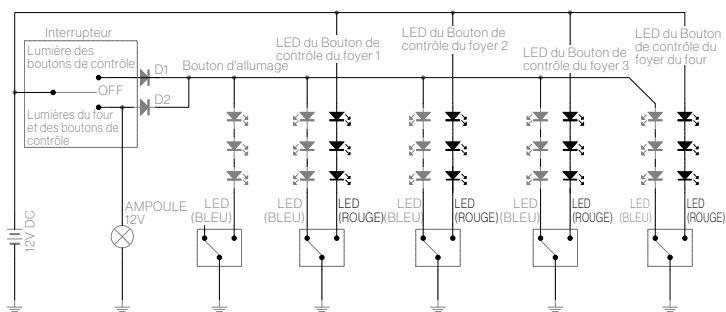 Interrupteur
Lumière des
boutons de contrôle
OFF
Lumières du four
et des boutons de
contrôle
D1
D2
Bouton d'allumage
LED du Bouton de
contrôle du foyer 1
LED du Bouton de
contrôle du foyer 2
LED du Bouton de
contrôle du foyer 3
LED du Bouton
de contrôle du
foyer du four
12V DC
AMPOULE
12V
LED
(BLEU)
LED
(BLEU)
LED
(ROUGE)
LED
(BLEU)
LED
(ROUGE)
LED
(BLEU)
LED
(ROUGE)
LED
(BLEU)
LED
(ROUGE)